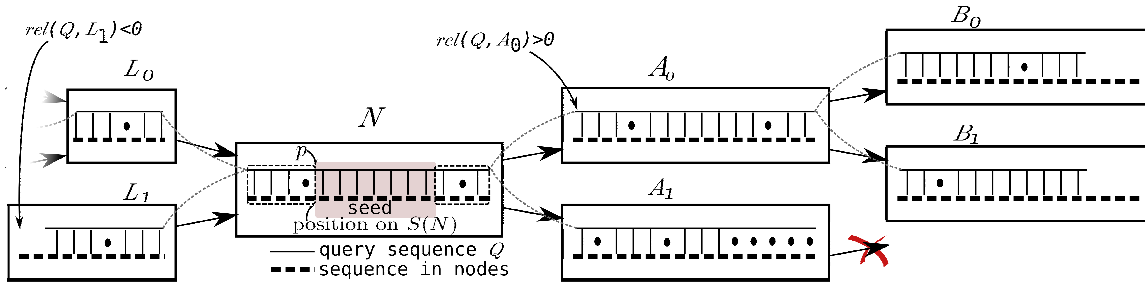 rel(Q, L1)<0
rel(Q, A0)>0
B0
L0
A0
N
B1
p
L1
A1
seed
position on S(N)
query sequence Q
sequence in nodes